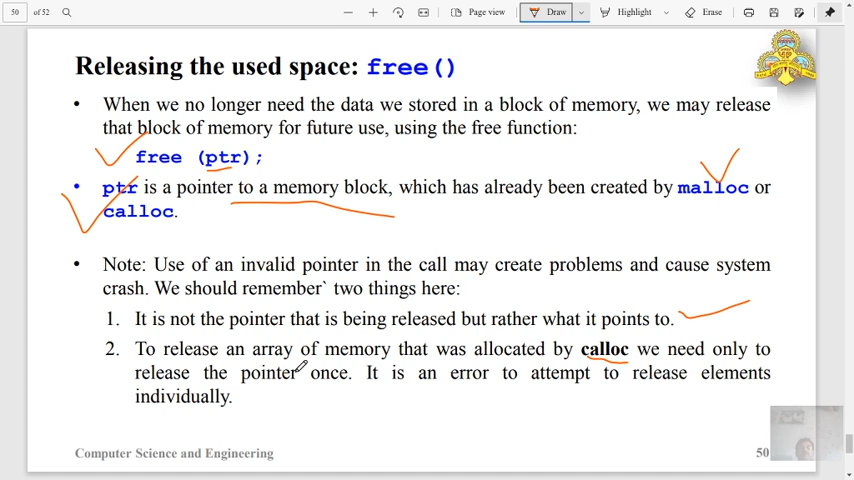 50 of 52 Page view Draw Highlight Erase
Releasing the used space: free()
• When we no longer need the data we stored in a block of memory, we may release
that block of memory for future use, using the free function:
free (ptr);
• ptr is a pointer to a memory block, which has already been created by malloc or
calloc.
• Note: Use of an invalid pointer in the call may create problems and cause system
crash. We should remember` two things here:
1. It is not the pointer that is being released but rather what it points to.
2. To release an array of memory that was allocated by calloc we need only to
release the pointer once. It is an error to attempt to release elements
individually.
Computer Science and Engineering 50